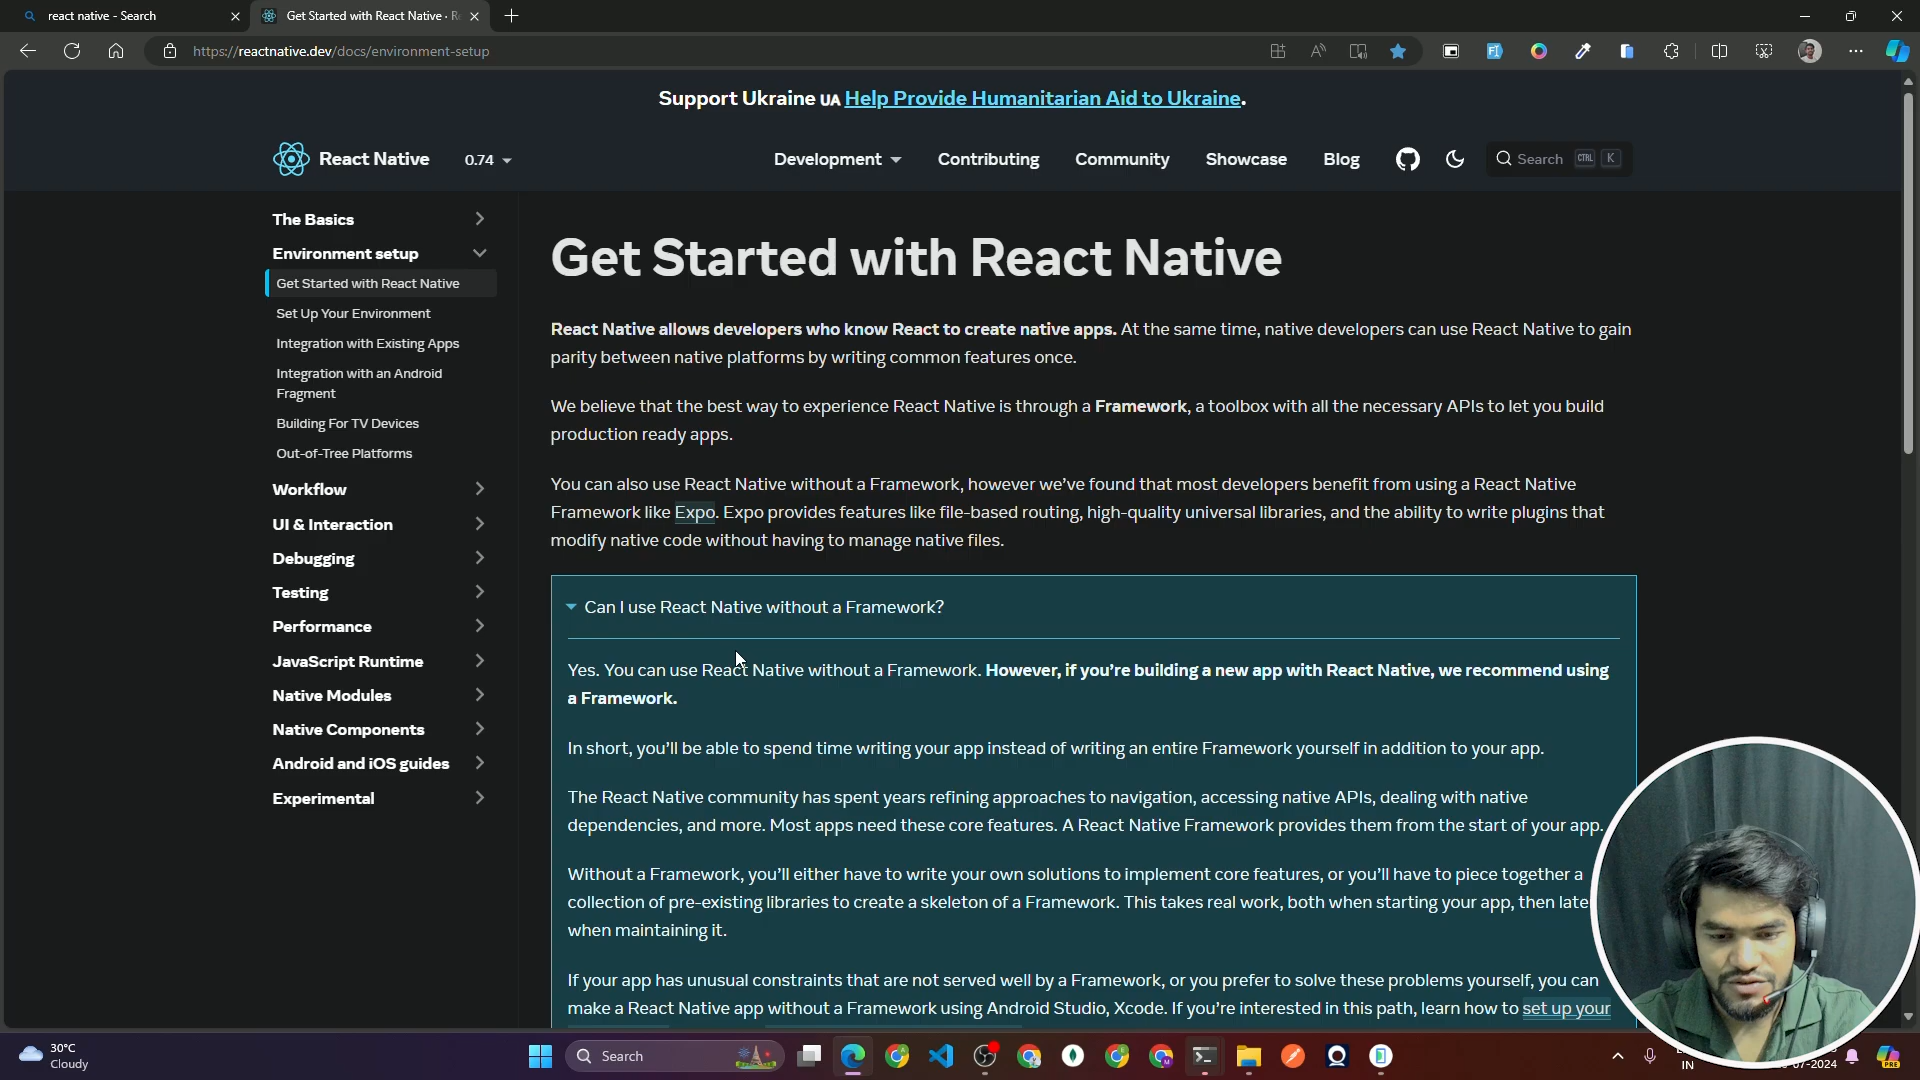 react native - Search
Get Started with React Native ·
https://reactnative.dev/docs/environment-setup
Support Ukraine UA Help Provide Humanitarian Aid to Ukraine.
React Native
0.74
Development
Contributing
Community
Showcase
Blog
Search CTRL K
The Basics
Environment setup
Get Started with React Native
Set Up Your Environment
Integration with Existing Apps
Integration with an Android
Fragment
Building For TV Devices
Out-of-Tree Platforms
Workflow
UI & Interaction
Debugging
Testing
Performance
JavaScript Runtime
Native Modules
Native Components
Android and iOS guides
Experimental
Get Started with React Native
React Native allows developers who know React to create native apps. At the same time, native developers can use React Native to gain
parity between native platforms by writing common features once.
We believe that the best way to experience React Native is through a Framework, a toolbox with all the necessary APIs to let you build
production ready apps.
You can also use React Native without a Framework, however we've found that most developers benefit from using a React Native
Framework like Expo. Expo provides features like file-based routing, high-quality universal libraries, and the ability to write plugins that
modify native code without having to manage native files.
Can I use React Native without a Framework?
Yes. You can use React Native without a Framework. However, if you're building a new app with React Native, we recommend using
a Framework.
In short, you'll be able to spend time writing your app instead of writing an entire Framework yourself in addition to your app.
The React Native community has spent years refining approaches to navigation, accessing native APIs, dealing with native
dependencies, and more. Most apps need these core features. A React Native Framework provides them from the start of your app.
Without a Framework, you'll either have to write your own solutions to implement core features, or you'll have to piece together a
collection of pre-existing libraries to create a skeleton of a Framework. This takes real work, both when starting your app, then late
when maintaining it.
If your app has unusual constraints that are not served well by a Framework, or you prefer to solve these problems yourself, you can
make a React Native app without a Framework using Android Studio, Xcode. If you're interested in this path, learn how to set up your
30°C
Cloudy
Search
IN
07-2024